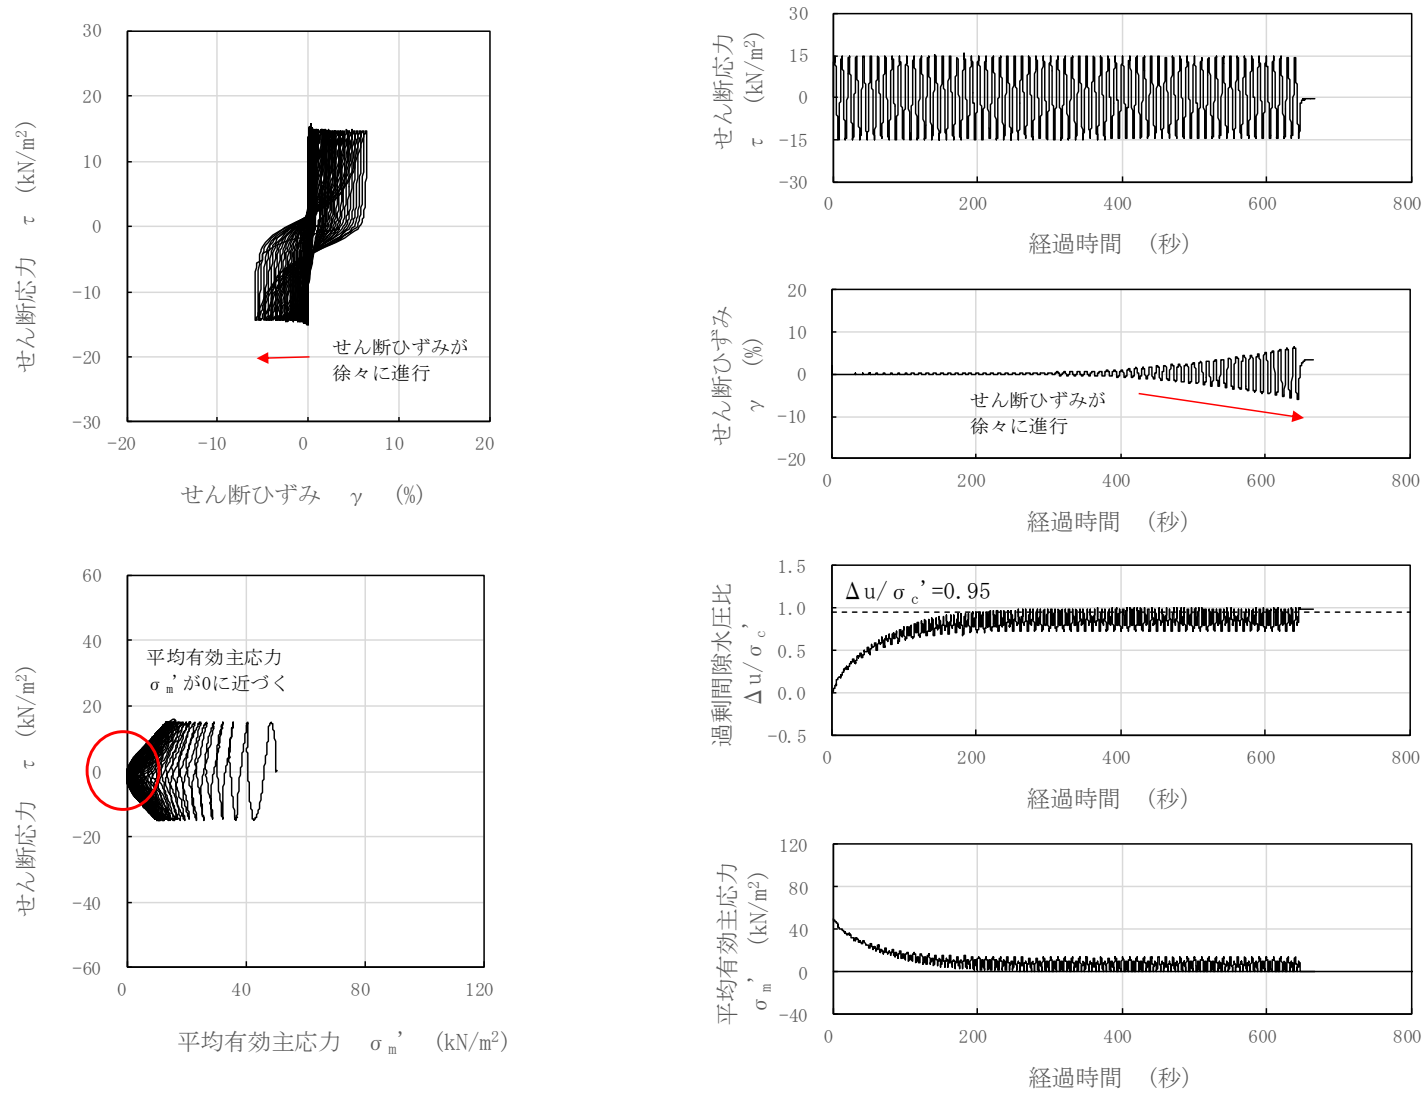 30
20
10
0
-10
-20
-30
-20
-10
0
10
20
せん断応力 τ (kN/m²)
せん断ひずみ γ (%)
せん断ひずみが
徐々に進行
60
40
20
0
-20
-40
-60
0
40
80
120
せん断応力 τ (kN/m²)
平均有効主応力 σm' (kN/m²)
平均有効主応力
σm'が0に近づく
30
15
0
-15
-30
0
200
400
600
800
せん断応力
τ (kN/m²)
経過時間 (秒)
20
10
0
-10
-20
0
200
400
600
800
せん断ひずみ
γ (%)
経過時間 (秒)
せん断ひずみが
徐々に進行
1.5
1.0
0.5
0.0
-0.5
0
200
400
600
800
過剰間隙水圧比
Δu/σc'
経過時間 (秒)
Δu/σc'=0.95
120
80
40
0
-40
0
200
400
600
800
平均有効主応力
σm' (kN/m²)
経過時間 (秒)